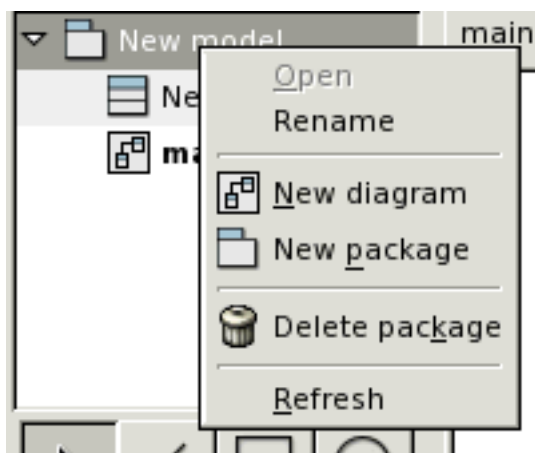 New model
main
Open
Rename
New diagram
New package
Delete package
Refresh